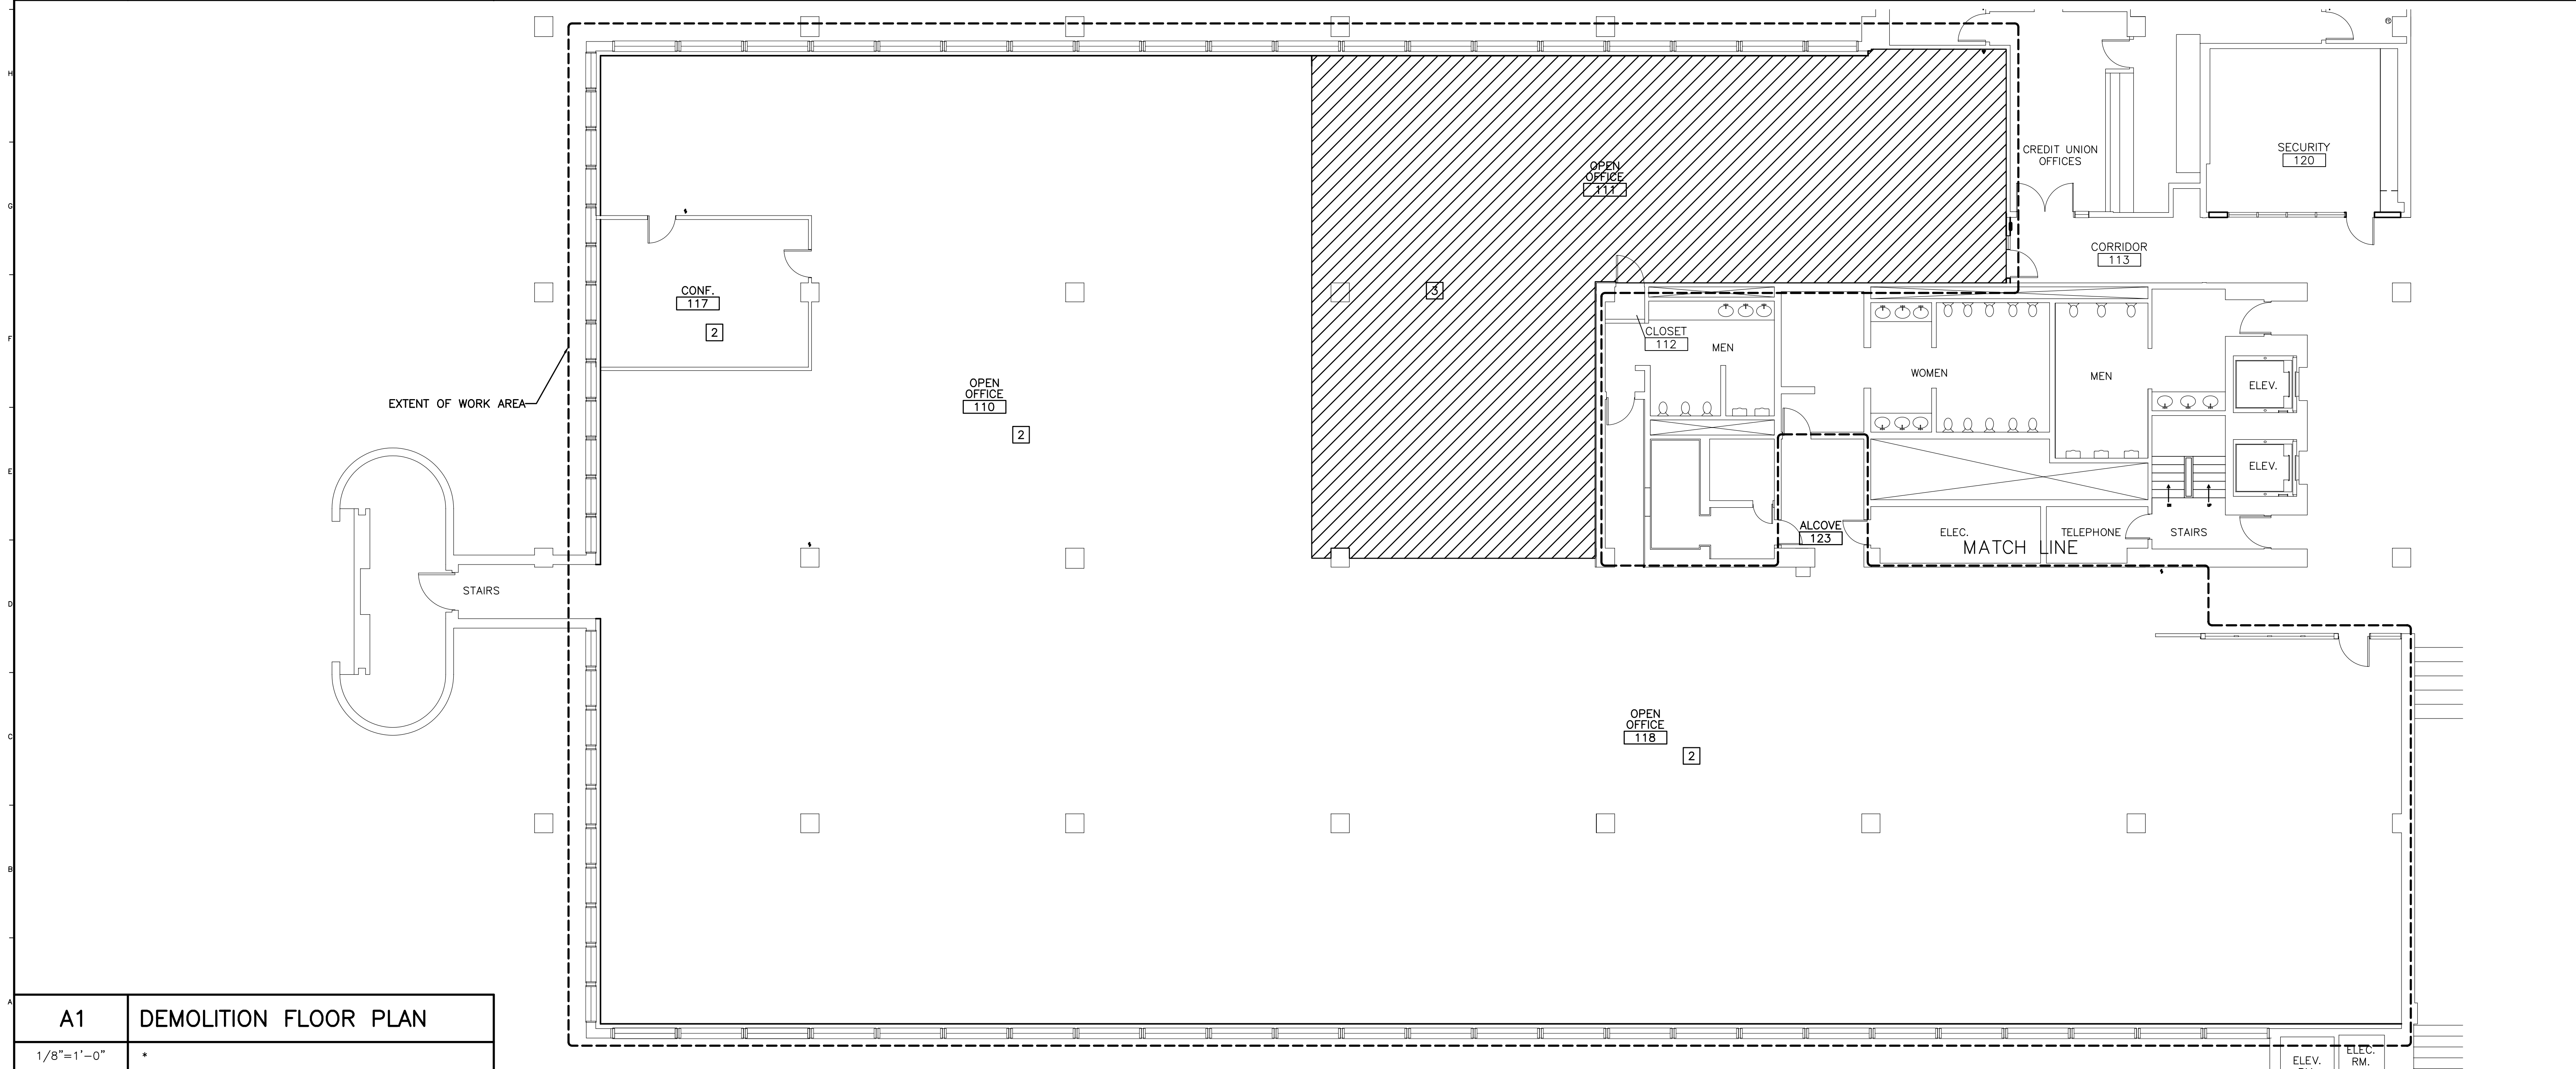 H
G
F
E
D
C
B
A
OPEN
OFFICE
111
CREDIT UNION
OFFICES
SECURITY
120
CORRIDOR
113
CONF.
117
2
3
CLOSET
112
MEN
WOMEN
MEN
ELEV.
OPEN
OFFICE
110
2
EXTENT OF WORK AREA
ELEV.
ALCOVE
123
ELEC.
TELEPHONE
STAIRS
MATCH LINE
STAIRS
OPEN
OFFICE
118
2
A1
DEMOLITION FLOOR PLAN
1/8"=1'-0"
*
ELEV.
ELEC.
RM.